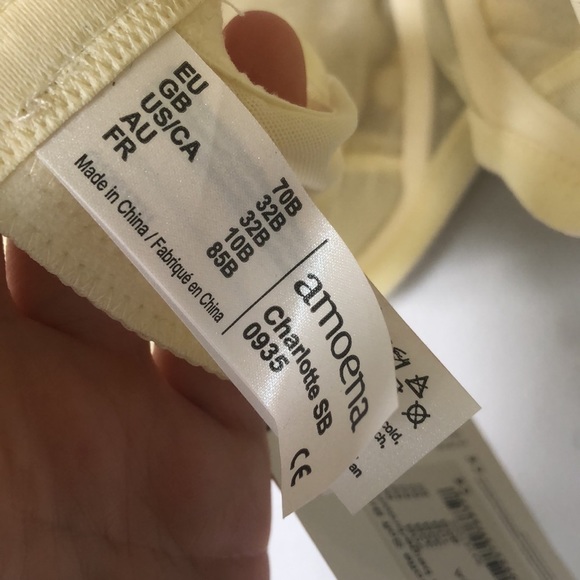 EU 70B
GB 32B
US/CA 32B
AU 10B
FR 85B
Made in China / Fabriqué en China
amoena
Charlotte SB
0935
CE